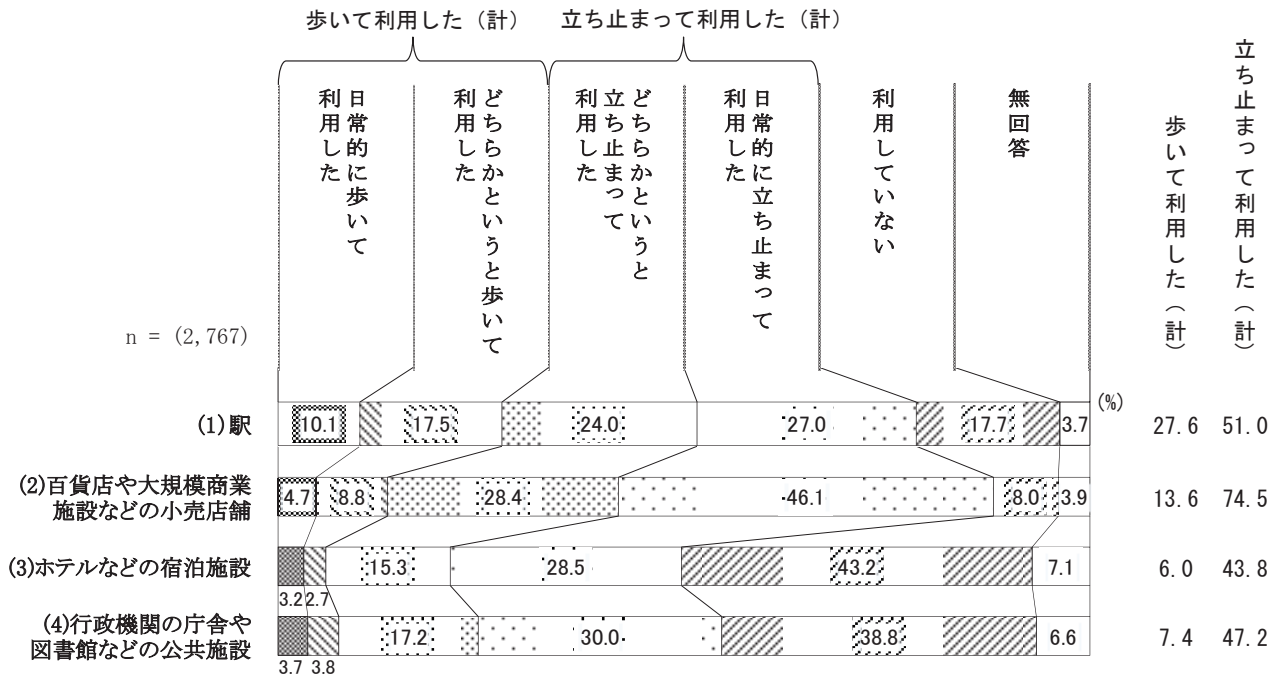 歩いて利用した（計）
立ち止まって利用した（計）
日常的に歩いて
利用した
どちらかというと歩いて
利用した
どちらかというと
立ち止まって
利用した
日常的に立ち止まって
利用した
利用していない
無回答
歩いて利用した（計）
立ち止まって利用した（計）
n = (2,767)
(%)
(1)駅
10.1 17.5 24.0 27.0 17.7 3.7 27.6 51.0
(2)百貨店や大規模商業
施設などの小売店舗
4.7 8.8 28.4 46.1 8.0 3.9 13.6 74.5
(3)ホテルなどの宿泊施設
3.2 2.7 15.3 28.5 43.2 7.1 6.0 43.8
(4)行政機関の庁舎や
図書館などの公共施設
3.7 3.8 17.2 30.0 38.8 6.6 7.4 47.2